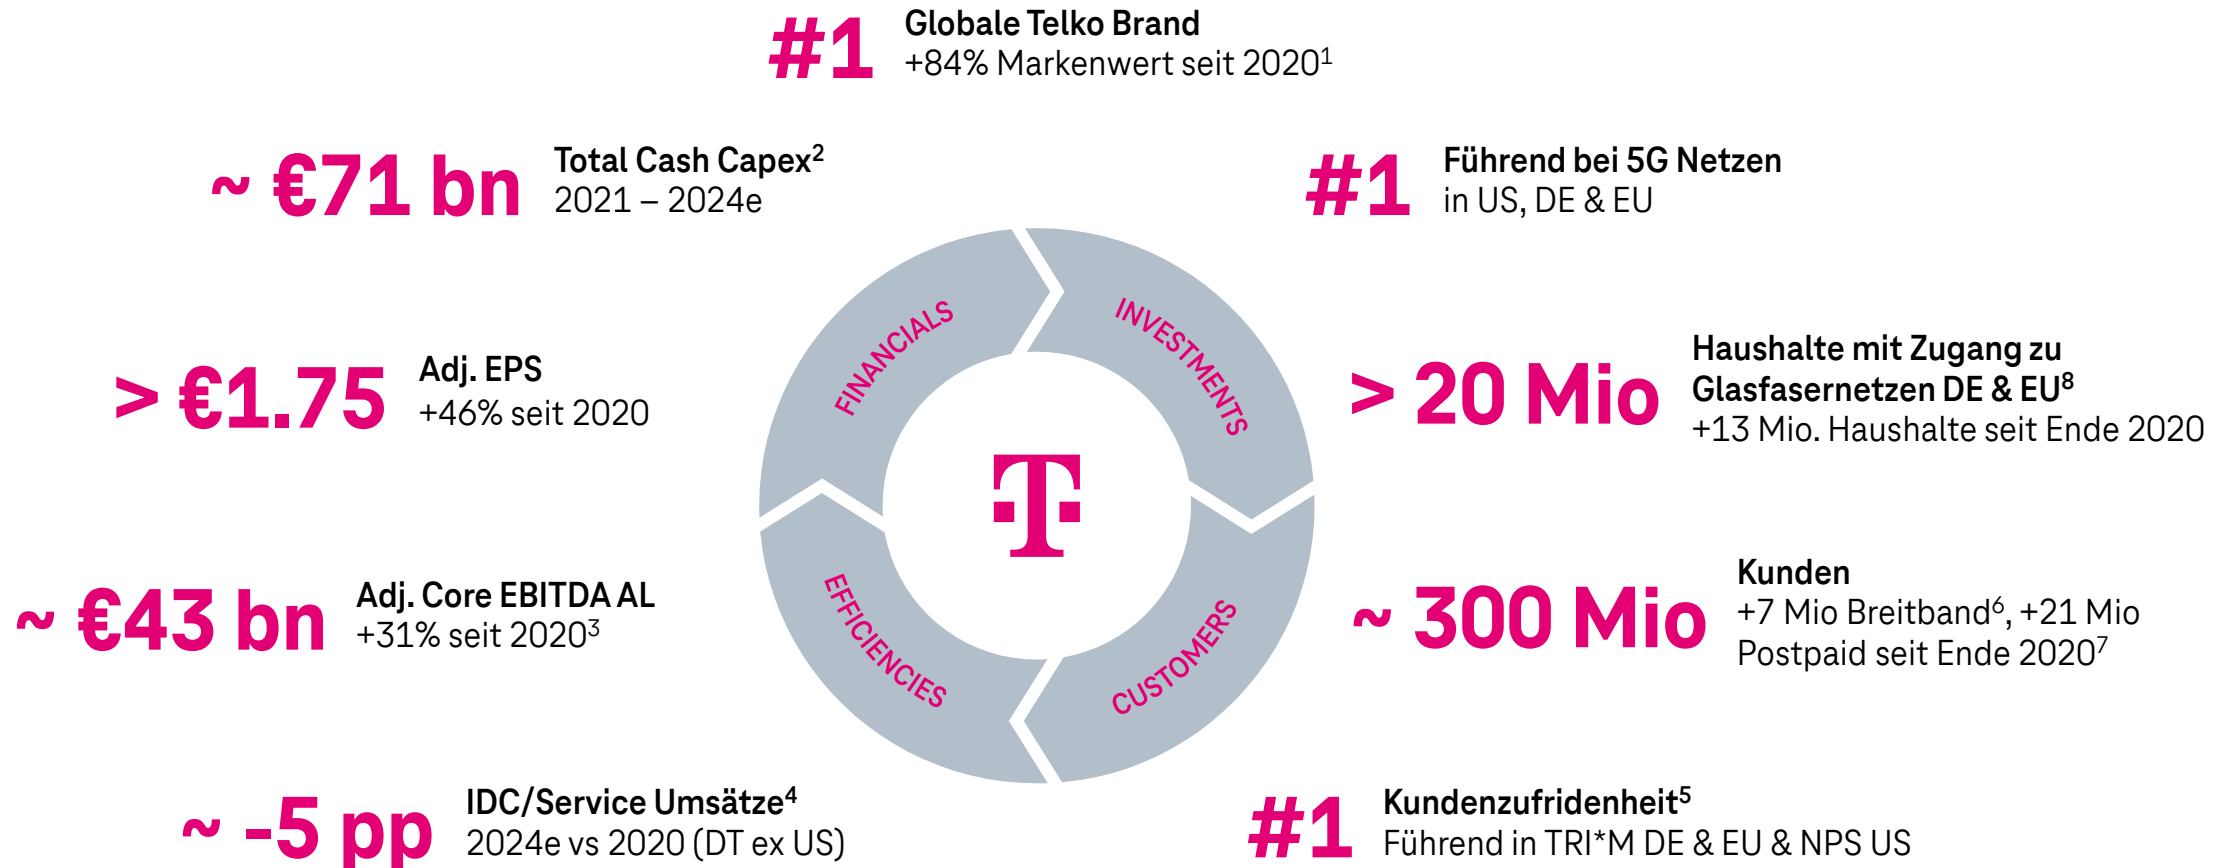 #1
Globale Telko Brand
+84% Markenwert seit 2020¹
~ €71 bn
Total Cash Capex²
2021 – 2024e
#1
Führend bei 5G Netzen
in US, DE & EU
> €1.75
Adj. EPS
+46% seit 2020
> 20 Mio
Haushalte mit Zugang zu
Glasfasernetzen DE & EU⁸
+13 Mio. Haushalte seit Ende 2020
FINANCIALS
INVESTMENTS
T
EFFICIENCIES
CUSTOMERS
~ €43 bn
Adj. Core EBITDA AL
+31% seit 2020³
~ 300 Mio
Kunden
+7 Mio Breitband⁶, +21 Mio
Postpaid seit Ende 2020⁷
~ -5 pp
IDC/Service Umsätze⁴
2024e vs 2020 (DT ex US)
#1
Kundenzufridenheit⁵
Führend in TRI*M DE & EU & NPS US